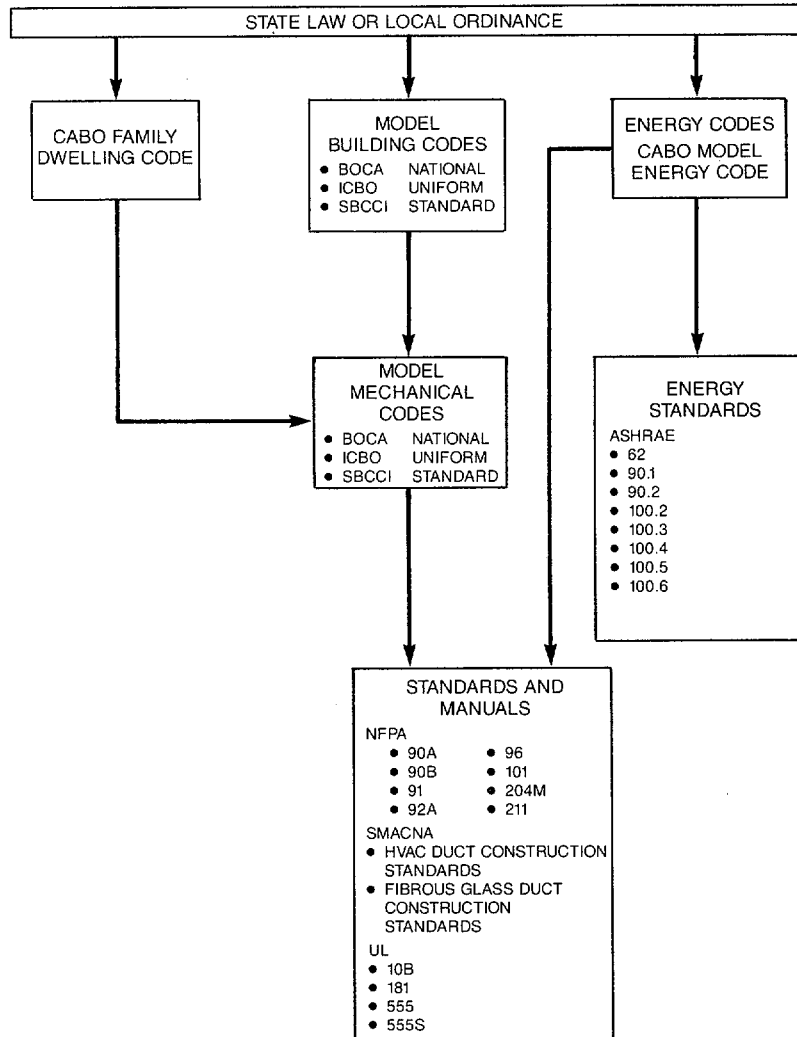 STATE LAW OR LOCAL ORDINANCE
CABO FAMILY
DWELLING CODE
MODEL
BUILDING CODES
● BOCA NATIONAL
● ICBO UNIFORM
● SBCCI STANDARD
ENERGY CODES
CABO MODEL
ENERGY CODE
MODEL
MECHANICAL
CODES
● BOCA NATIONAL
● ICBO UNIFORM
● SBCCI STANDARD
ENERGY
STANDARDS
ASHRAE
● 62
● 90.1
● 90.2
● 100.2
● 100.3
● 100.4
● 100.5
● 100.6
STANDARDS AND
MANUALS
NFPA
● 90A ● 96
● 90B ● 101
● 91 ● 204M
● 92A ● 211
SMACNA
● HVAC DUCT CONSTRUCTION
STANDARDS
● FIBROUS GLASS DUCT
CONSTRUCTION
STANDARDS
UL
● 10B
● 181
● 555
● 555S